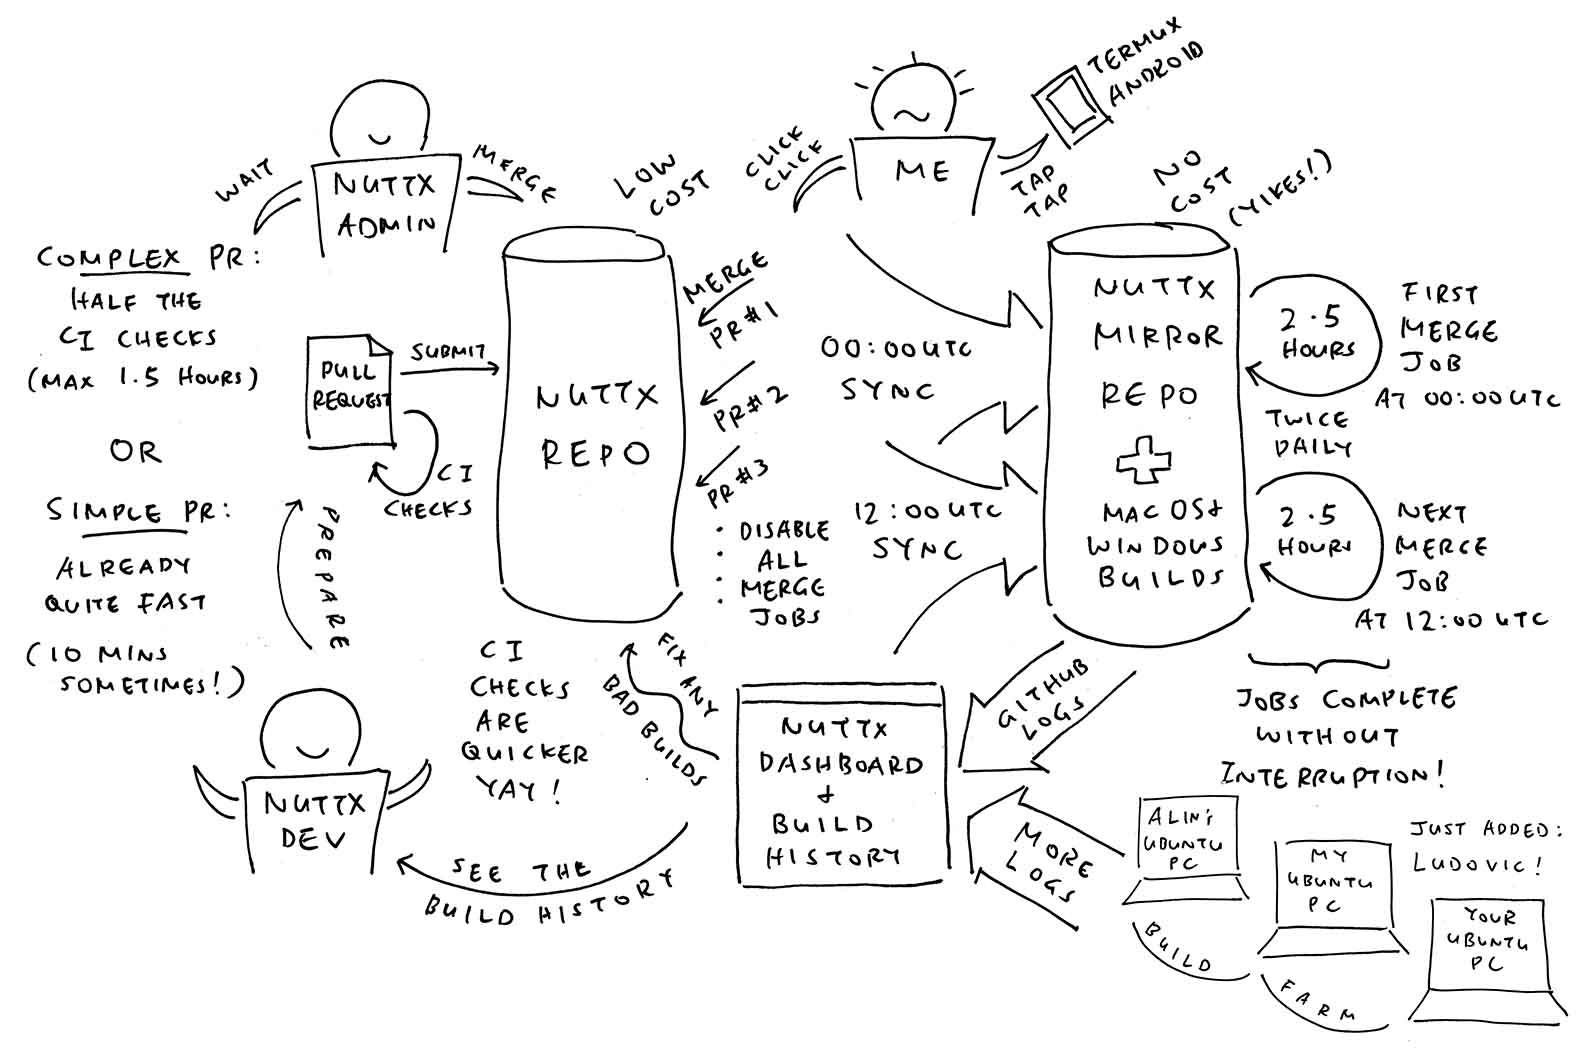 WAIT
NUTTX
ADMIN
MERGE
COMPLEX PR:
HALF THE
CI CHECKS
(MAX 1.5 HOURS)
OR
SIMPLE PR:
ALREADY
QUITE FAST
(10 MINS
SOMETIMES!)
PREPARE
NUTTX
DEV
PULL
REQUEST
SUBMIT
CI
CHECKS
CI
CHECKS
ARE
QUICKER
YAY!
LOW
COST
NUTTX
REPO
MERGE
PR#1
PR#2
PR#3
· DISABLE
· ALL
· MERGE
· JOBS
FIX ANY
BAD BUILDS
SEE THE
BUILD HISTORY
CLICK
CLICK
ME
TAP
TAP
TERMUX
ANDROID
NO
COST
(YIKES!)
00:00 UTC
SYNC
12:00 UTC
SYNC
NUTTX
MIRROR
REPO
+
MACOS +
WINDOWS
BUILDS
2.5
HOURS
FIRST
MERGE
JOB
AT 00:00 UTC
TWICE
DAILY
2.5
HOURS
NEXT
MERGE
JOB
AT 12:00 UTC
JOBS COMPLETE
WITHOUT
INTERRUPTION!
GITHUB
LOGS
NUTTX
DASHBOARD
+
BUILD
HISTORY
MORE
LOGS
ALIN'S
UBUNTU
PC
MY
UBUNTU
PC
JUST ADDED:
LUDOVIC!
YOUR
UBUNTU
PC
BUILD
FARM